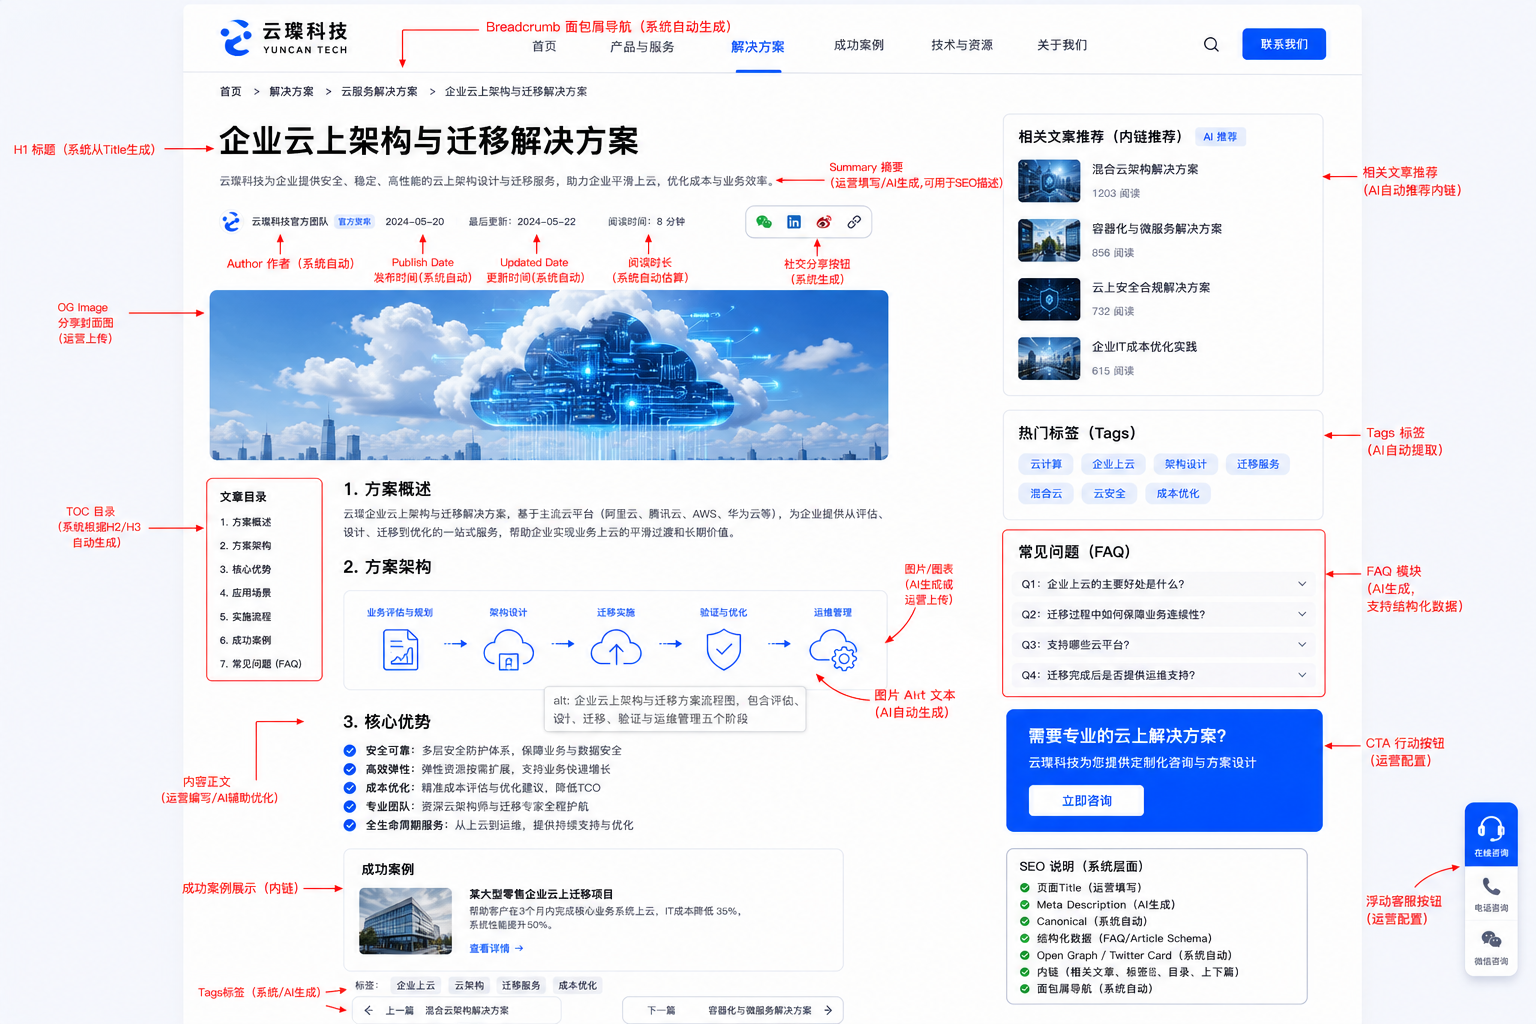 云璨科技
YUNCAN TECH
Breadcrumb 面包屑导航（系统自动生成）
首页
产品与服务
解决方案
成功案例
技术与资源
关于我们
联系我们
首页 > 解决方案 > 云服务解决方案 > 企业云上架构与迁移解决方案
H1 标题（系统从Title生成）
企业云上架构与迁移解决方案
云璨科技为企业提供安全、稳定、高性能的云上架构设计与迁移服务，助力企业平滑上云，优化成本与业务效率。
Summary 摘要
（运营填写/AI生成,可用于SEO描述）
云璨科技官方团队
2024-05-20
最后更新：2024-05-22
阅读时间：8 分钟
Author 作者（系统自动）
Publish Date
发布时间(系统自动)
Updated Date
更新时间(系统自动)
阅读时长
(系统自动估算)
社交分享按钮
(系统生成)
OG Image
分享封面图
(运营上传)
TOC 目录
(系统根据H2/H3
自动生成)
文章目录
1. 方案概述
2. 方案架构
3. 核心优势
4. 应用场景
5. 实施流程
6. 成功案例
7. 常见问题 (FAQ)
1. 方案概述
云璨企业云上架构与迁移解决方案，基于主流云平台（阿里云、腾讯云、AWS、华为云等），为企业提供从评估、
设计、迁移到优化的一站式服务，帮助企业实现业务上云的平滑过渡和长期价值。
2. 方案架构
业务评估与规划
架构设计
迁移实施
验证与优化
运维管理
图片/图表
(AI生成或
运营上传)
alt: 企业云上架构与迁移方案流程图，包含评估、
设计、迁移、验证与运维管理五个阶段
图片 Alt 文本
(AI自动生成)
3. 核心优势
安全可靠：多层安全防护体系，保障业务与数据安全
高效弹性：弹性资源按需扩展，支持业务快速增长
成本优化：精准成本评估与优化建议，降低TCO
专业团队：资深云架构师与迁移专家全程护航
全生命周期服务：从上云到运维，提供持续支持与优化
内容正文
(运营编写/AI辅助优化)
成功案例展示（内链）
成功案例
某大型零售企业云上迁移项目
帮助客户在3个月内完成核心业务系统上云，IT成本降低 35%，
系统性能提升50%。
查看详情 →
Tags标签（系统/AI生成)
标签：
企业上云
云架构
迁移服务
成本优化
← 上一篇 混合云架构解决方案
下一篇 容器化与微服务解决方案 →
相关文案推荐（内链推荐）
AI 推荐
混合云架构解决方案
1203 阅读
容器化与微服务解决方案
856 阅读
云上安全合规解决方案
732 阅读
企业IT成本优化实践
615 阅读
相关文章推荐
(AI自动推荐内链)
热门标签（Tags）
云计算
企业上云
架构设计
迁移服务
混合云
云安全
成本优化
Tags 标签
(AI自动提取)
常见问题（FAQ）
Q1：企业上云的主要好处是什么?
Q2：迁移过程中如何保障业务连续性?
Q3：支持哪些云平台?
Q4：迁移完成后是否提供运维支持?
FAQ 模块
(AI生成，
支持结构化数据)
需要专业的云上解决方案?
云璨科技为您提供定制化咨询与方案设计
立即咨询
CTA 行动按钮
(运营配置)
SEO 说明（系统层面）
页面Title（运营填写）
Meta Description（AI生成）
Canonical（系统自动）
结构化数据（FAQ/Article Schema）
Open Graph / Twitter Card（系统自动）
内链（相关文章、标签、目录、上下篇）
面包屑导航（系统自动）
在线咨询
电话咨询
微信咨询
浮动客服按钮
(运营配置)